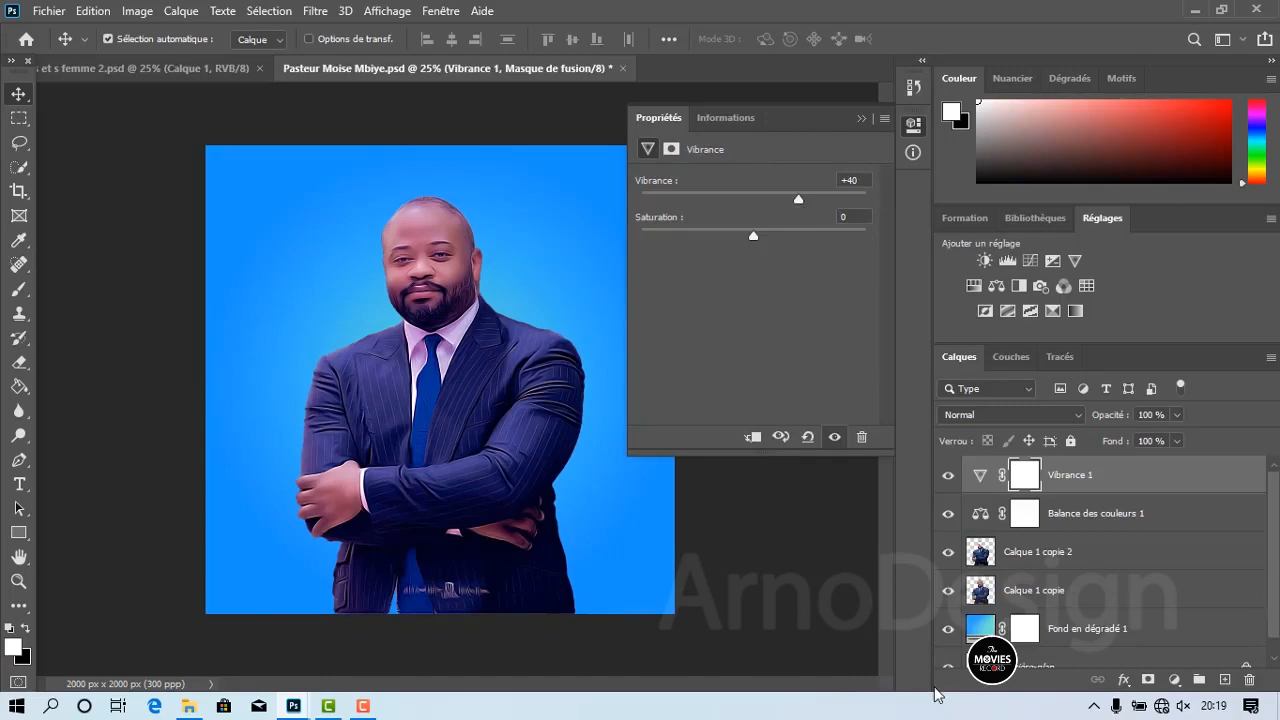 Ps Fichier Edition Image Calque Texte Sélection Filtre 3D Affichage Fenêtre Aide
Sélection automatique : Calque Options de transf. Mode 3D :
s et s femme 2.psd @ 25% (Calque 1, RVB/8) Pasteur Moise Mbiye.psd @ 25% (Vibrance 1, Masque de fusion/8) *
Propriétés Informations
Vibrance
Vibrance : +40
Saturation : 0
Couleur Nuancier Dégradés Motifs
Formation Bibliothèques Réglages
Ajouter un réglage
Calques Couches Tracés
Type
Normal Opacité : 100 %
Verrou : Fond : 100 %
Vibrance 1
Balance des couleurs 1
Calque 1 copie 2
Calque 1 copie
Fond en dégradé 1
ArnoDesign
The
MOVIES
RECORD
2000 px x 2000 px (300 ppp)
Ps C C 20:19